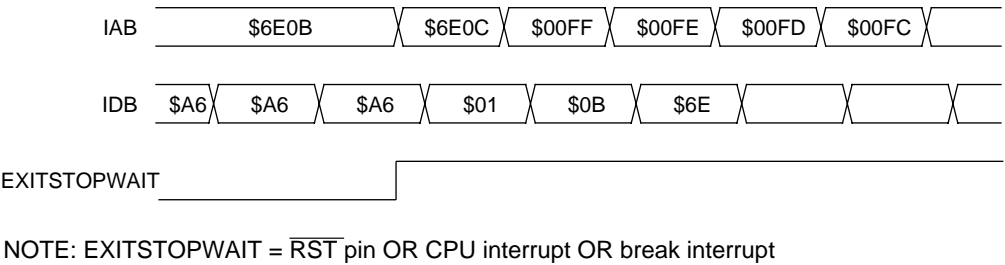 IAB $6E0B $6E0C $00FF $00FE $00FD $00FC
IDB $A6 $A6 $A6 $01 $0B $6E
EXITSTOPWAIT
NOTE: EXITSTOPWAIT = RST pin OR CPU interrupt OR break interrupt